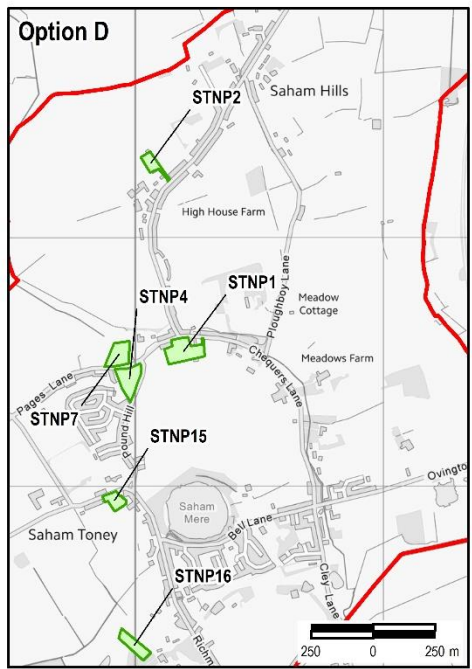 Option D
Saham Hills
STNP2
High House Farm
STNP4
STNP1
Ploughboy Lane
Meadow
Cottage
Chequers Lane
Meadows Farm
Pages Lane
STNP7
Pound Hill
STNP15
Saham
Mere
Ovington
Bell Lane
Saham Toney
STNP16
Cley Lane
Richm
250 0 250 m